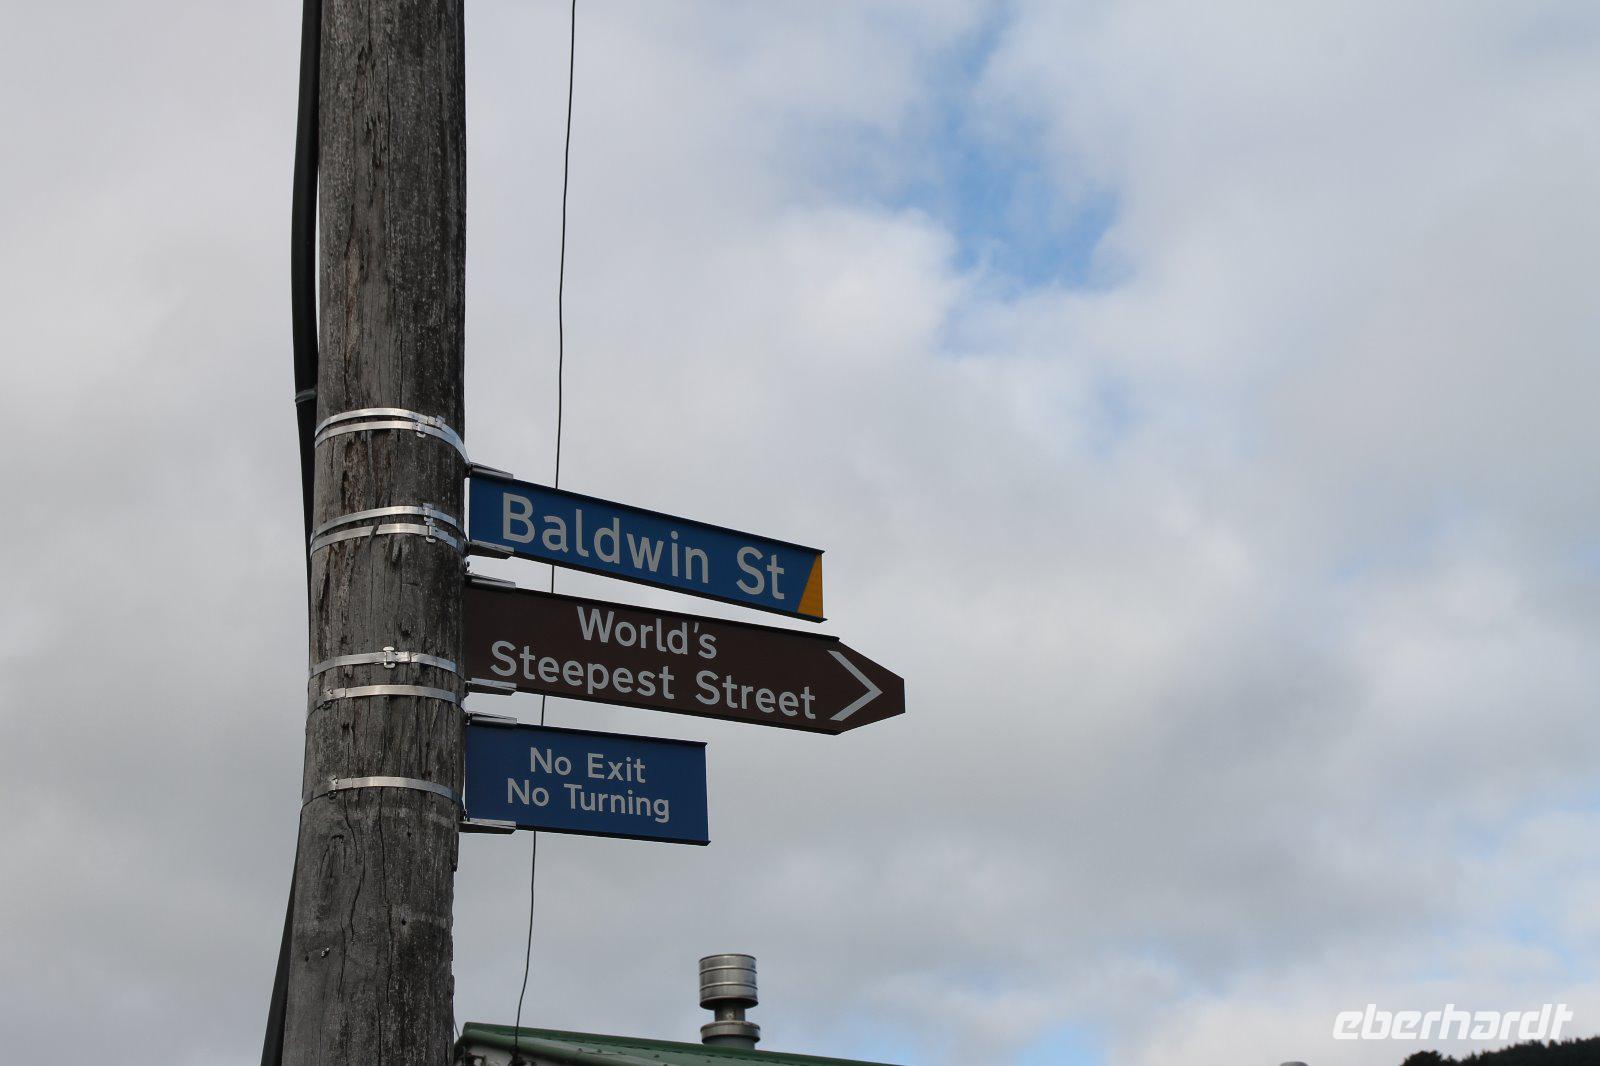 Baldwin St
World's
Steepest Street
No Exit
No Turning
eberhardt